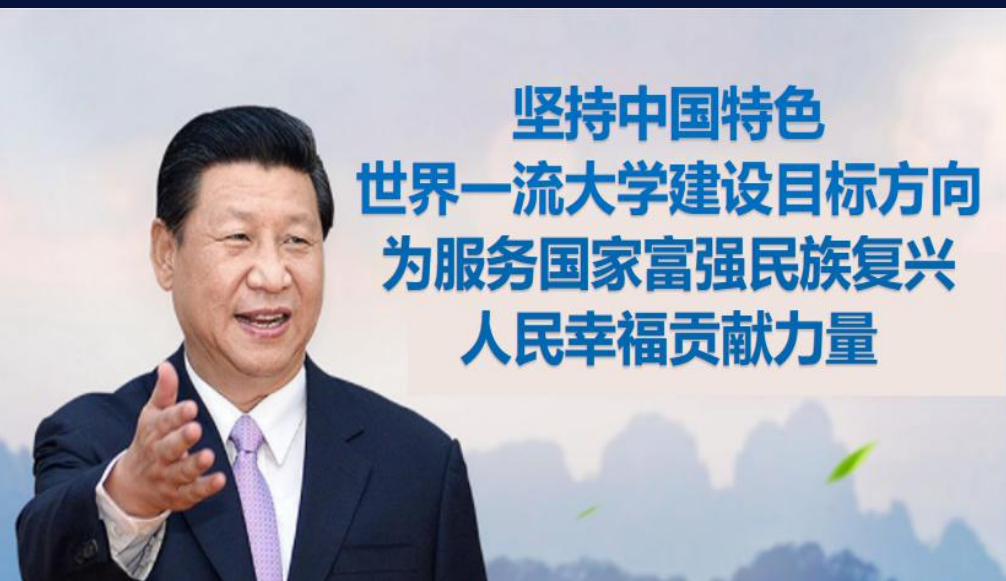 坚持中国特色
世界一流大学建设目标方向
为服务国家富强民族复兴
人民幸福贡献力量